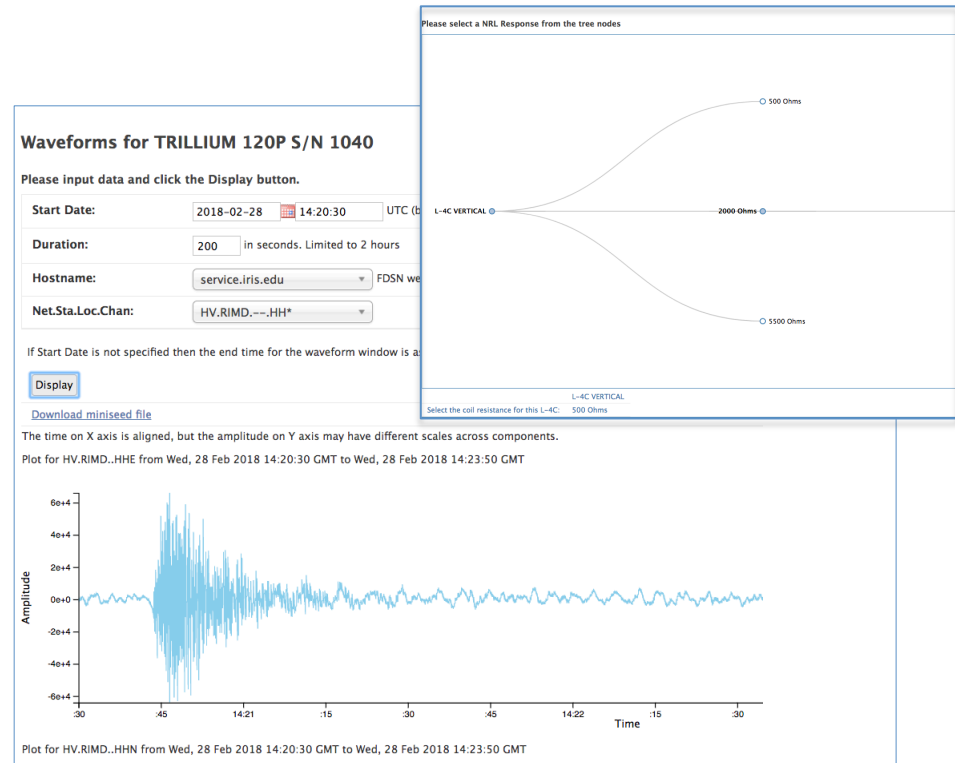 Please select a NRL Response from the tree nodes
500 Ohms
L-4C VERTICAL
2000 Ohms
5500 Ohms
L-4C VERTICAL
Select the coil resistance for this L-4C: 500 Ohms
Waveforms for TRILLIUM 120P S/N 1040
Please input data and click the Display button.
Start Date: 2018-02-28 14:20:30 UTC (b
Duration: 200 in seconds. Limited to 2 hours
Hostname: service.iris.edu FDSN we
Net.Sta.Loc.Chan: HV.RIMD.--.HH*
If Start Date is not specified then the end time for the waveform window is a
Display
Download miniseed file
The time on X axis is aligned, but the amplitude on Y axis may have different scales across components.
Plot for HV.RIMD..HHE from Wed, 28 Feb 2018 14:20:30 GMT to Wed, 28 Feb 2018 14:23:50 GMT
Amplitude
6e+4
4e+4
2e+4
0e+0
-2e+4
-4e+4
-6e+4
:30 :45 14:21 :15 :30 :45 14:22 :15 :30
Time
Plot for HV.RIMD..HHN from Wed, 28 Feb 2018 14:20:30 GMT to Wed, 28 Feb 2018 14:23:50 GMT